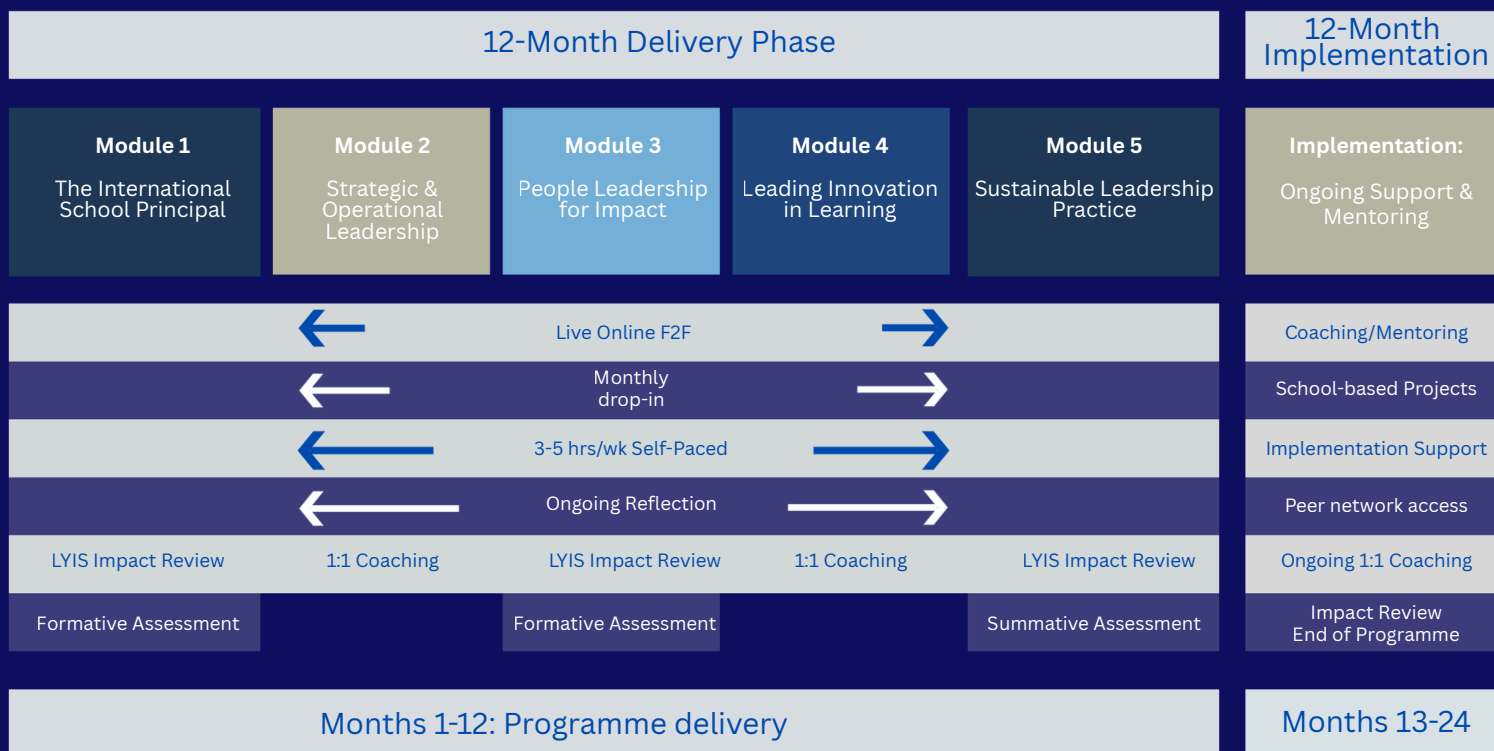 12-Month Delivery Phase
12-Month
Implementation
Module 1
The International
School Principal
Module 2
Strategic &
Operational
Leadership
Module 3
People Leadership
for Impact
Module 4
Leading Innovation
in Learning
Module 5
Sustainable Leadership
Practice
Implementation:
Ongoing Support &
Mentoring
Live Online F2F
Coaching/Mentoring
Monthly
drop-in
School-based Projects
3-5 hrs/wk Self-Paced
Implementation Support
Ongoing Reflection
Peer network access
LYIS Impact Review
1:1 Coaching
LYIS Impact Review
1:1 Coaching
LYIS Impact Review
Ongoing 1:1 Coaching
Formative Assessment
Formative Assessment
Summative Assessment
Impact Review
End of Programme
Months 1-12: Programme delivery
Months 13-24